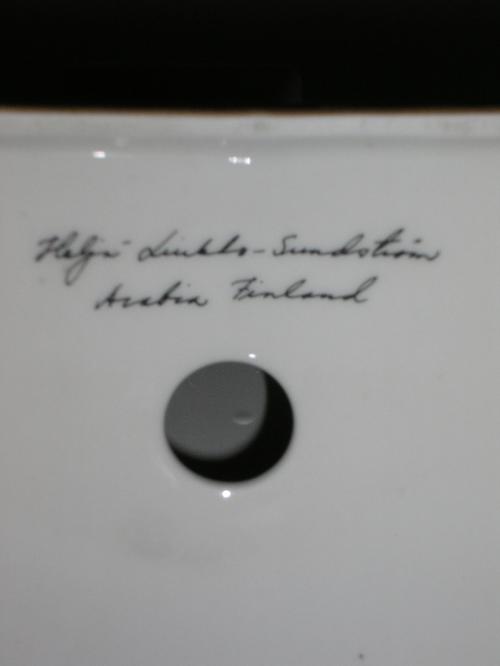 Heljä Liukko-Sundström
Arabia Finland